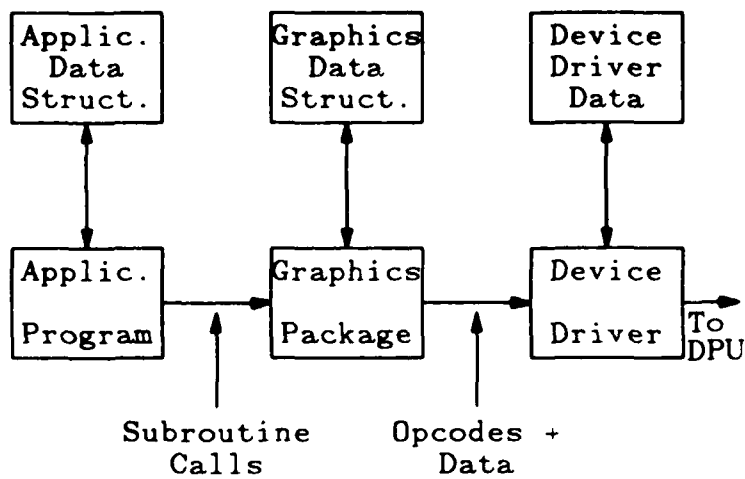 Applic.
Data
Struct.
Graphics
Data
Struct.
Device
Driver
Data
Applic.
Program
Graphics
Package
Device
Driver
To
DPU
Subroutine
Calls
Opcodes +
Data